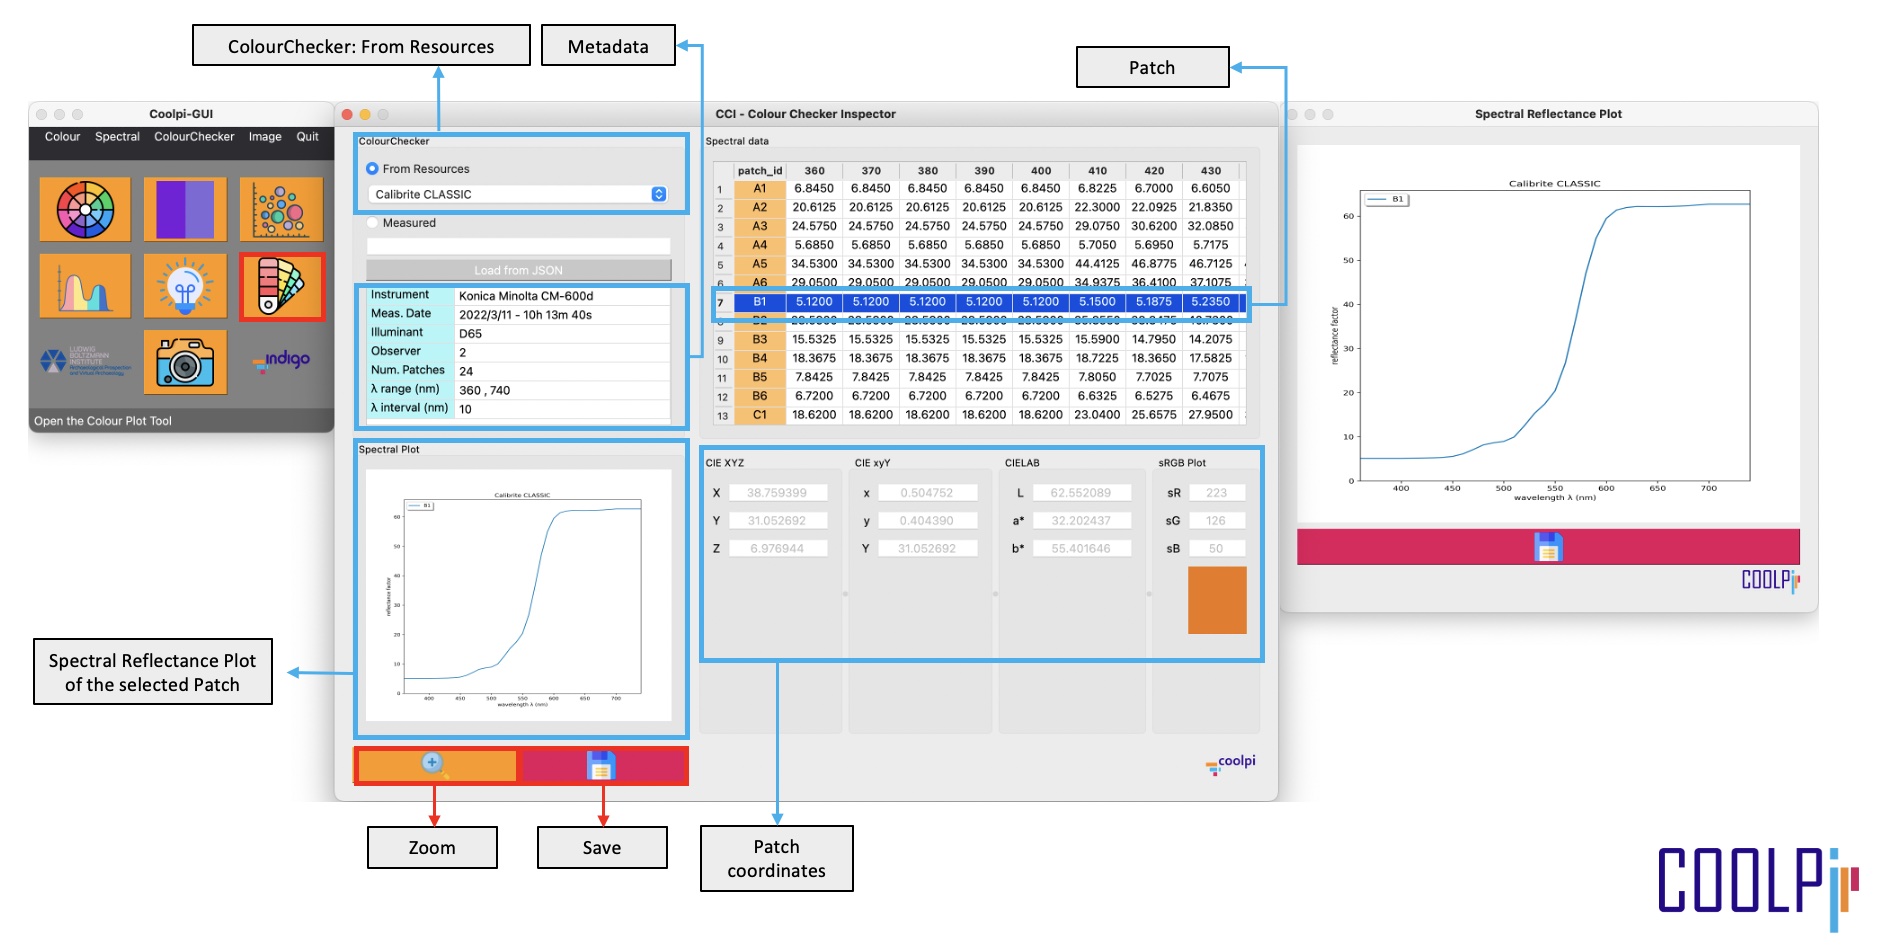 ColourChecker: From Resources
Metadata
Patch
Coolpi-GUI
Colour Spectral ColourChecker Image Quit
LUDWIG
BOLTZMANN
INSTITUTE
Archaeological Prospection
and Virtual Archaeology
indigo
Open the Colour Plot Tool
CCI - Colour Checker Inspector
ColourChecker
From Resources
Calibrite CLASSIC
Measured
Load from JSON
Instrument Konica Minolta CM-600d
Meas. Date 2022/3/11 - 10h 13m 40s
Illuminant D65
Observer 2
Num. Patches 24
λ range (nm) 360 , 740
λ interval (nm) 10
Spectral data
patch_id 360 370 380 390 400 410 420 430
1 A1 6.8450 6.8450 6.8450 6.8450 6.8450 6.8225 6.7000 6.6050
2 A2 20.6125 20.6125 20.6125 20.6125 20.6125 22.3000 22.0925 21.8350
3 A3 24.5750 24.5750 24.5750 24.5750 24.5750 29.0750 30.6200 32.0850
4 A4 5.6850 5.6850 5.6850 5.6850 5.6850 5.7050 5.6950 5.7175
5 A5 34.5300 34.5300 34.5300 34.5300 34.5300 44.4125 46.8775 46.7125
6 A6 29.0500 29.0500 29.0500 29.0500 29.0500 34.9375 36.4100 37.1075
7 B1 5.1200 5.1200 5.1200 5.1200 5.1200 5.1500 5.1875 5.2350
9 B3 15.5325 15.5325 15.5325 15.5325 15.5325 15.5900 14.7950 14.2075
10 B4 18.3675 18.3675 18.3675 18.3675 18.3675 18.7225 18.3650 17.5825
11 B5 7.8425 7.8425 7.8425 7.8425 7.8425 7.8050 7.7025 7.7075
12 B6 6.7200 6.7200 6.7200 6.7200 6.7200 6.6325 6.5275 6.4675
13 C1 18.6200 18.6200 18.6200 18.6200 18.6200 23.0400 25.6575 27.9500
Spectral Plot
Calibrite CLASSIC
B1
reflectance factor
60
50
40
30
20
10
0
400 450 500 550 600 650 700
wavelength λ (nm)
CIE XYZ
X 38.759399
Y 31.052692
Z 6.976944
CIE xyY
x 0.504752
y 0.404390
Y 31.052692
CIELAB
L 62.552089
a* 32.202437
b* 55.401646
sRGB Plot
sR 223
sG 126
sB 50
coolpi
Spectral Reflectance Plot
Calibrite CLASSIC
B1
reflectance factor
60
50
40
30
20
10
0
400 450 500 550 600 650 700
wavelength λ (nm)
COOLPi
Spectral Reflectance Plot
of the selected Patch
Zoom
Save
Patch
coordinates
COOLPi